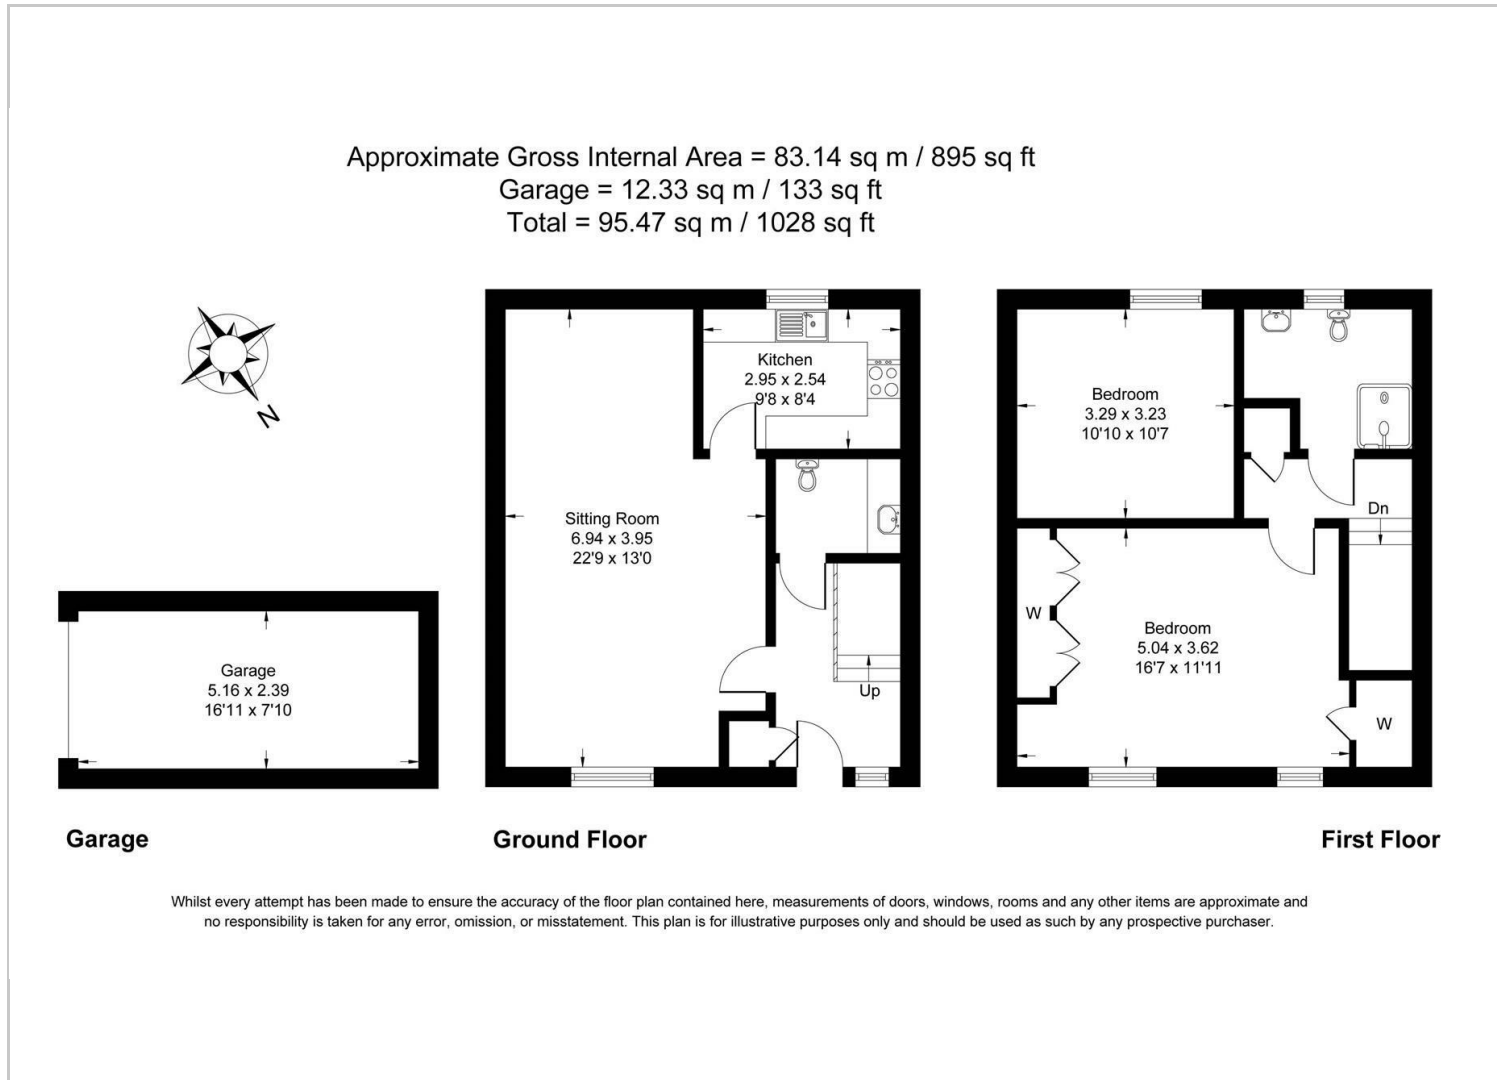 Approximate Gross Internal Area = 83.14 sq m / 895 sq ft
Garage = 12.33 sq m / 133 sq ft
Total = 95.47 sq m / 1028 sq ft
N
Garage
5.16 x 2.39
16'11 x 7'10
Garage
Kitchen
2.95 x 2.54
9'8 x 8'4
Sitting Room
6.94 x 3.95
22'9 x 13'0
Up
Ground Floor
Bedroom
3.29 x 3.23
10'10 x 10'7
Dn
W
Bedroom
5.04 x 3.62
16'7 x 11'11
W
First Floor
Whilst every attempt has been made to ensure the accuracy of the floor plan contained here, measurements of doors, windows, rooms and any other items are approximate and
no responsibility is taken for any error, omission, or misstatement. This plan is for illustrative purposes only and should be used as such by any prospective purchaser.